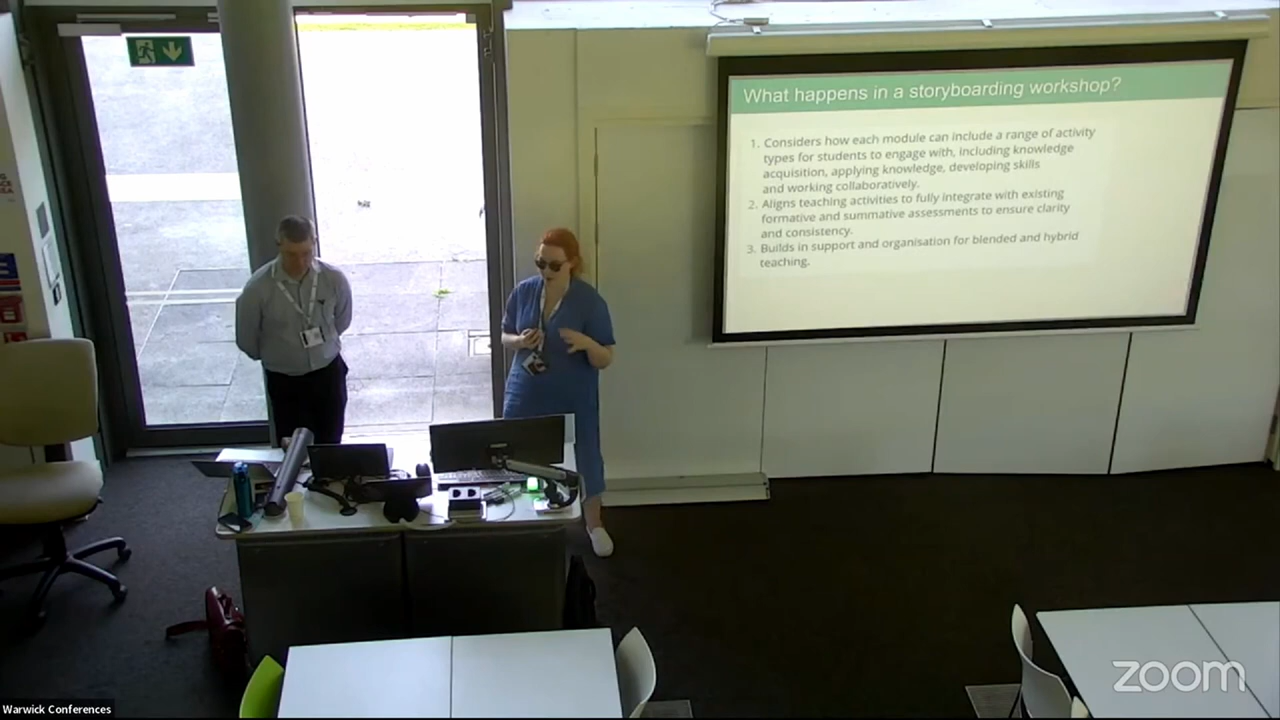 What happens in a storyboarding workshop?
1. Considers how each module can include a range of activity
types for students to engage with, including knowledge
acquisition, applying knowledge, developing skills
and working collaboratively.
2. Aligns teaching activities to fully integrate with existing
formative and summative assessments to ensure clarity
and consistency.
3. Builds in support and organisation for blended and hybrid
teaching.
zoom
Warwick Conferences